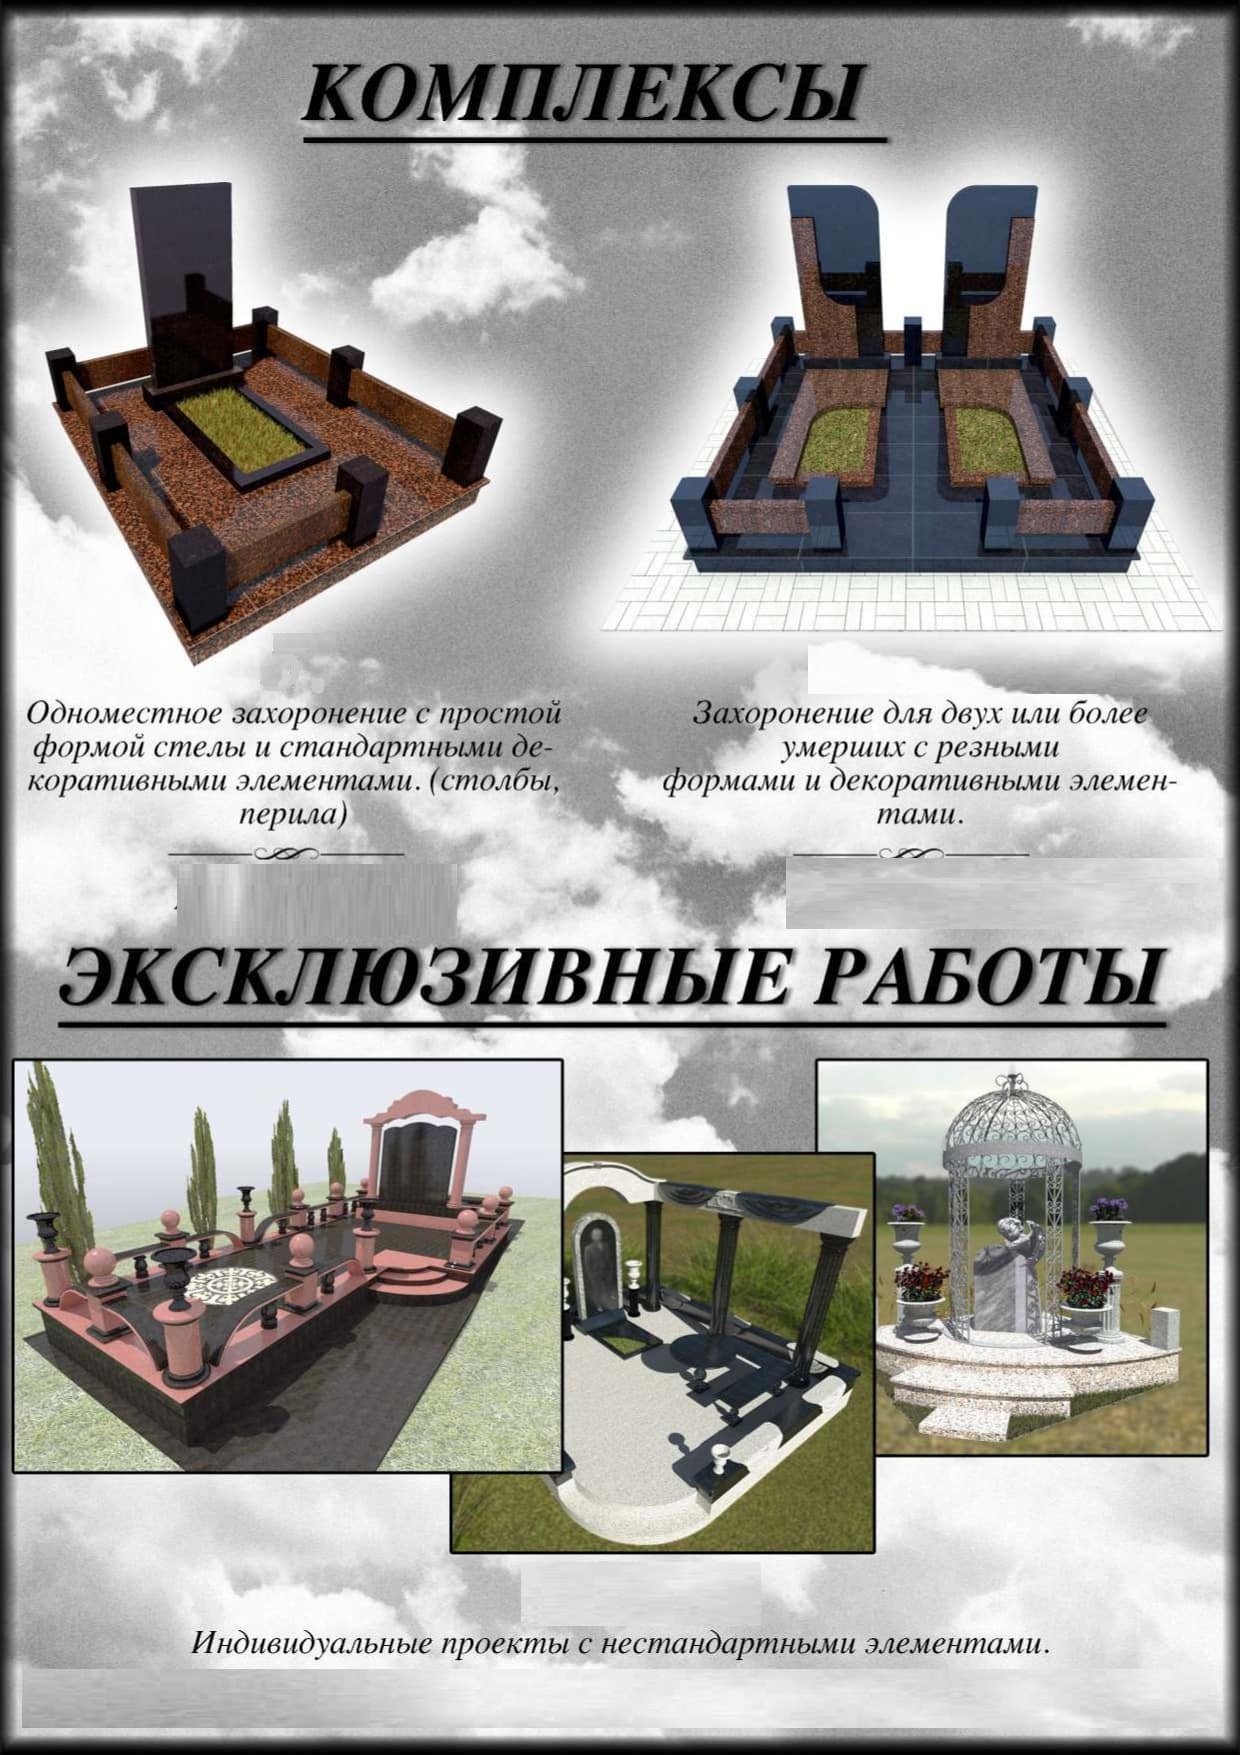 КОМПЛЕКСЫ
Одноместное захоронение с простой
формой стелы и стандартными де-
коративными элементами. (столбы,
перила)
Захоронение для двух или более
умерших с резными
формами и декоративными элемен-
тами.
ЭКСКЛЮЗИВНЫЕ РАБОТЫ
Индивидуальные проекты с нестандартными элементами.